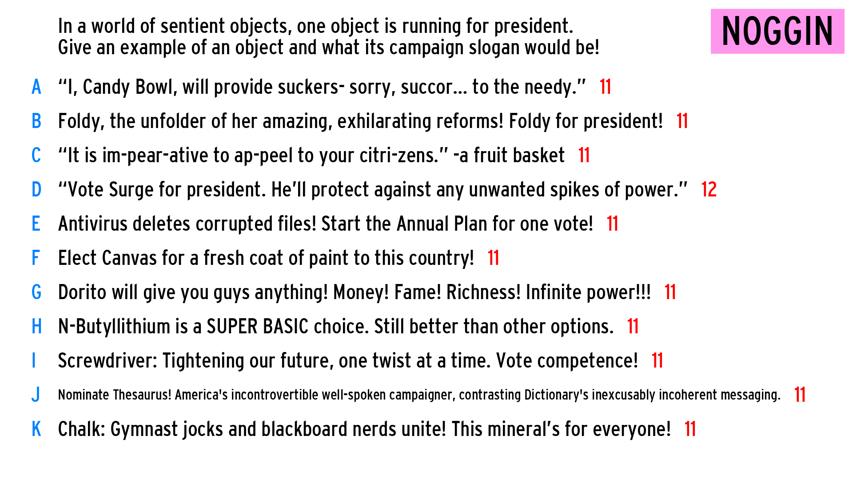 In a world of sentient objects, one object is running for president.
Give an example of an object and what its campaign slogan would be!
NOGGIN
A “I, Candy Bowl, will provide suckers- sorry, succor... to the needy.” 11
B Foldy, the unfolder of her amazing, exhilarating reforms! Foldy for president! 11
C “It is im-pear-ative to ap-peel to your citri-zens.” -a fruit basket 11
D “Vote Surge for president. He’ll protect against any unwanted spikes of power.” 12
E Antivirus deletes corrupted files! Start the Annual Plan for one vote! 11
F Elect Canvas for a fresh coat of paint to this country! 11
G Dorito will give you guys anything! Money! Fame! Richness! Infinite power!!! 11
H N-Butyllithium is a SUPER BASIC choice. Still better than other options. 11
I Screwdriver: Tightening our future, one twist at a time. Vote competence! 11
J Nominate Thesaurus! America's incontrovertible well-spoken campaigner, contrasting Dictionary's inexcusably incoherent messaging. 11
K Chalk: Gymnast jocks and blackboard nerds unite! This mineral’s for everyone! 11